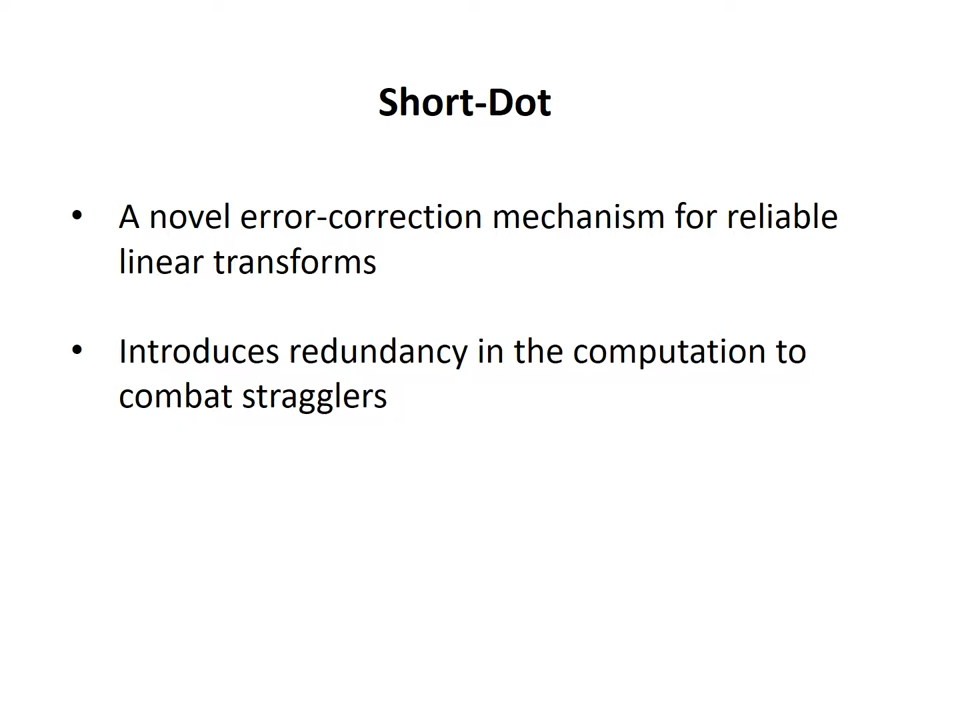 Short-Dot
• A novel error-correction mechanism for reliable
linear transforms
• Introduces redundancy in the computation to
combat stragglers